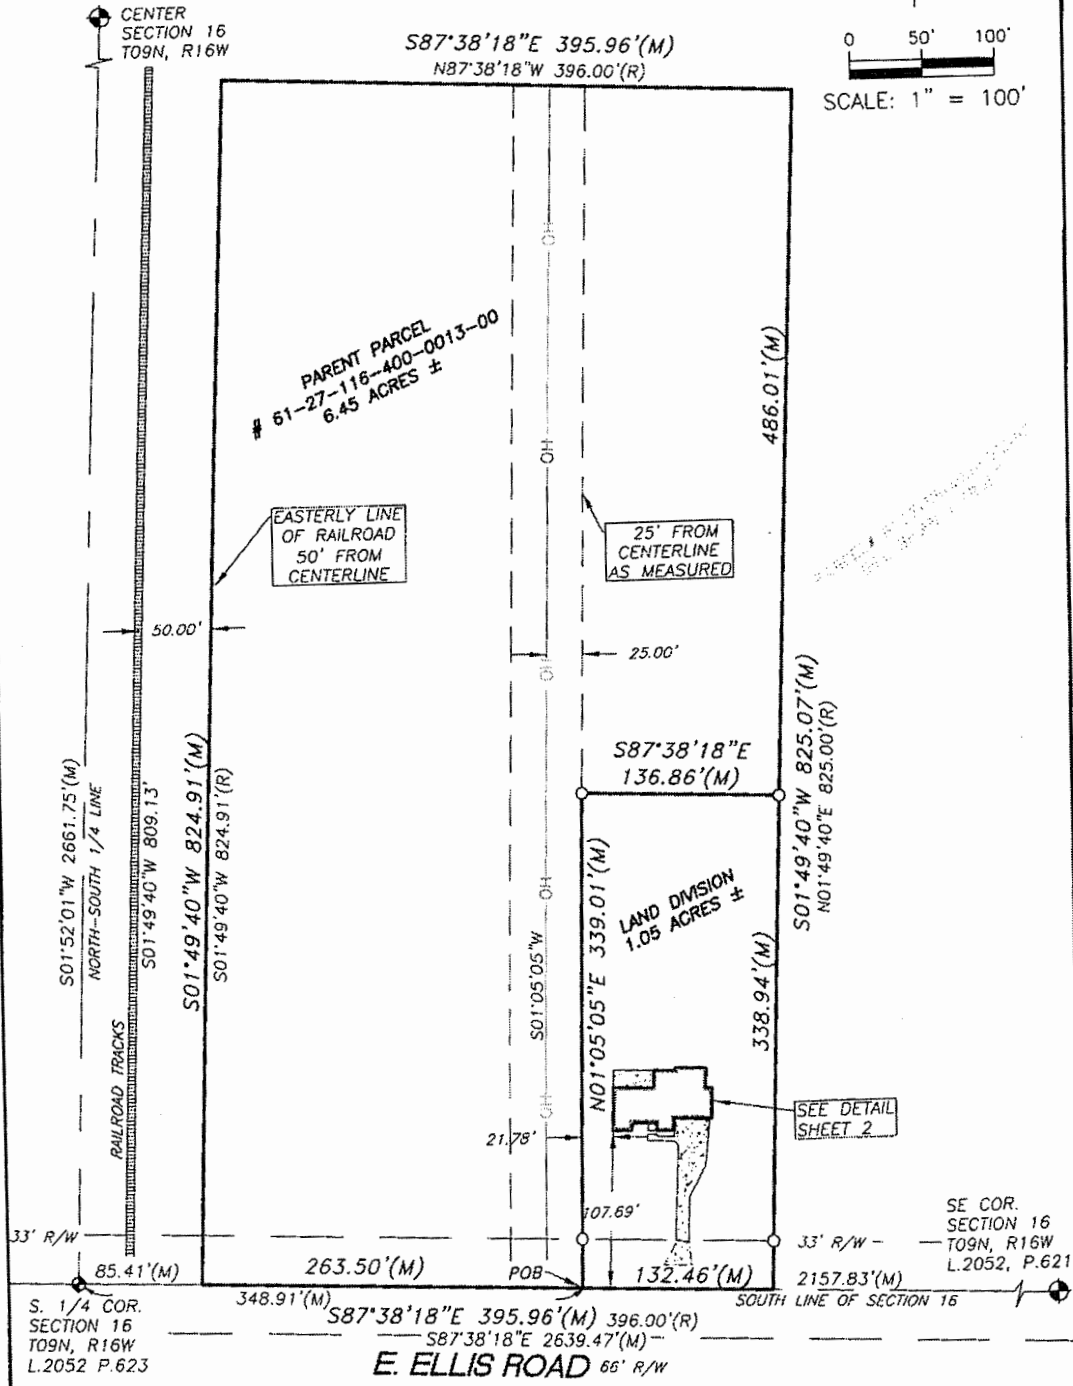 CENTER
SECTION 16
T09N, R16W
S87°38'18"E 395.96'(M)
N87°38'18"W 396.00'(R)
0 50' 100'
SCALE: 1" = 100'
PARENT PARCEL
# 61-27-116-400-0013-00
6.45 ACRES ±
OH
OH
OH
OH
OH
486.01'(M)
EASTERLY LINE
OF RAILROAD
50' FROM
CENTERLINE
25' FROM
CENTERLINE
AS MEASURED
50.00'
25.00'
S87°38'18"E
136.86'(M)
S01°52'01"W 2661.75'(M)
NORTH-SOUTH 1/4 LINE
S01°49'40"W 809.13'
S01°49'40"W 824.91'(M)
S01°49'40"W 824.91'(R)
S01°49'40"W 825.07'(M)
N01°49'40"E 825.00'(R)
RAILROAD TRACKS
S01°05'05"W
N01°05'05"E 339.01'(M)
LAND DIVISION
1.05 ACRES ±
338.94'(M)
SEE DETAIL
SHEET 2
21.78'
107.69'
33' R/W
33' R/W
SE COR.
SECTION 16
T09N, R16W
L.2052, P.621
85.41'(M)
263.50'(M)
POB
132.46'(M)
2157.83'(M)
348.91'(M)
SOUTH LINE OF SECTION 16
S. 1/4 COR.
SECTION 16
T09N, R16W
L.2052 P.623
S87°38'18"E 395.96'(M) 396.00'(R)
S87°38'18"E 2639.47'(M)
E. ELLIS ROAD 66' R/W